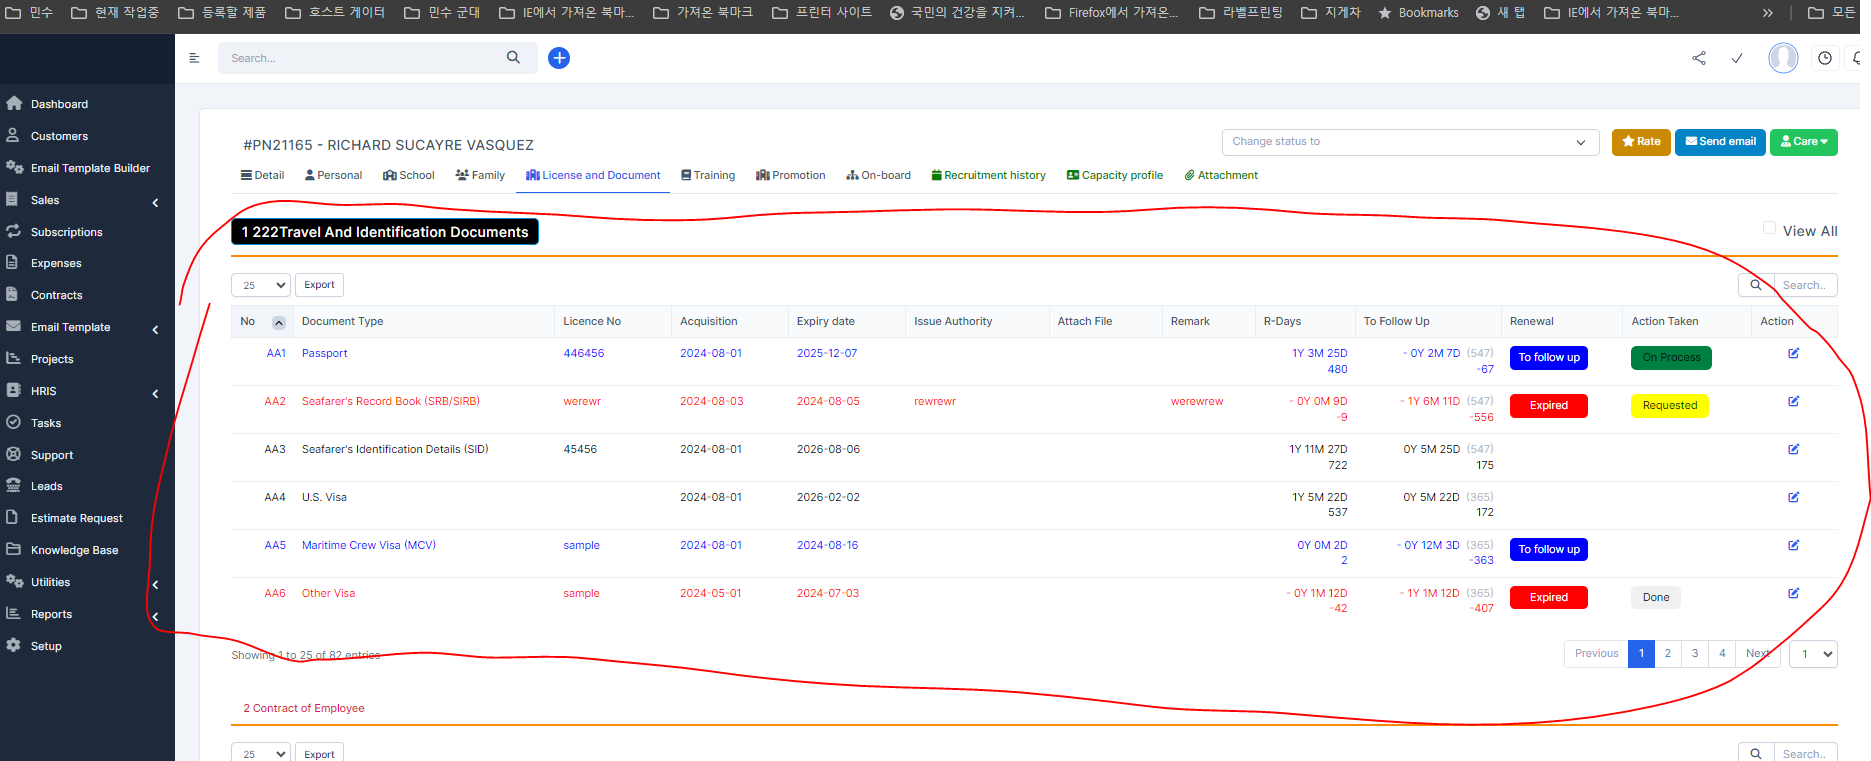 민수 현재 작업중 등록할 제품 호스트 게이터 민수 군대 IE에서 가져온 북마... 가져온 북마크 프린터 사이트 국민의 건강을 지켜... Firefox에서 가져온... 라벨프린팅 지게차 Bookmarks 새 탭 IE에서 가져온 북마... » 모든
Search...
Dashboard
Customers
Email Template Builder
Sales
Subscriptions
Expenses
Contracts
Email Template
Projects
HRIS
Tasks
Support
Leads
Estimate Request
Knowledge Base
Utilities
Reports
Setup
#PN21165 - RICHARD SUCAYRE VASQUEZ
Change status to
Rate Send email Care
Detail Personal School Family License and Document Training Promotion On-board Recruitment history Capacity profile Attachment
1 222Travel And Identification Documents
View All
25 Export Search..
No Document Type Licence No Acquisition Expiry date Issue Authority Attach File Remark R-Days To Follow Up Renewal Action Taken Action
AA1 Passport 446456 2024-08-01 2025-12-07 1Y 3M 25D - 0Y 2M 7D (547) To follow up On Process
480 -67
AA2 Seafarer's Record Book (SRB/SIRB) werewr 2024-08-03 2024-08-05 rewrewr werewrew - 0Y 0M 9D - 1Y 6M 11D (547) Expired Requested
-9 -556
AA3 Seafarer's Identification Details (SID) 45456 2024-08-01 2026-08-06 1Y 11M 27D 0Y 5M 25D (547)
722 175
AA4 U.S. Visa 2024-08-01 2026-02-02 1Y 5M 22D 0Y 5M 22D (365)
537 172
AA5 Maritime Crew Visa (MCV) sample 2024-08-01 2024-08-16 0Y 0M 2D - 0Y 12M 3D (365) To follow up
2 -363
AA6 Other Visa sample 2024-05-01 2024-07-03 - 0Y 1M 12D - 1Y 1M 12D (365) Expired Done
-42 -407
Showing 1 to 25 of 82 entries
Previous 1 2 3 4 Next 1
2 Contract of Employee
25 Export Search..